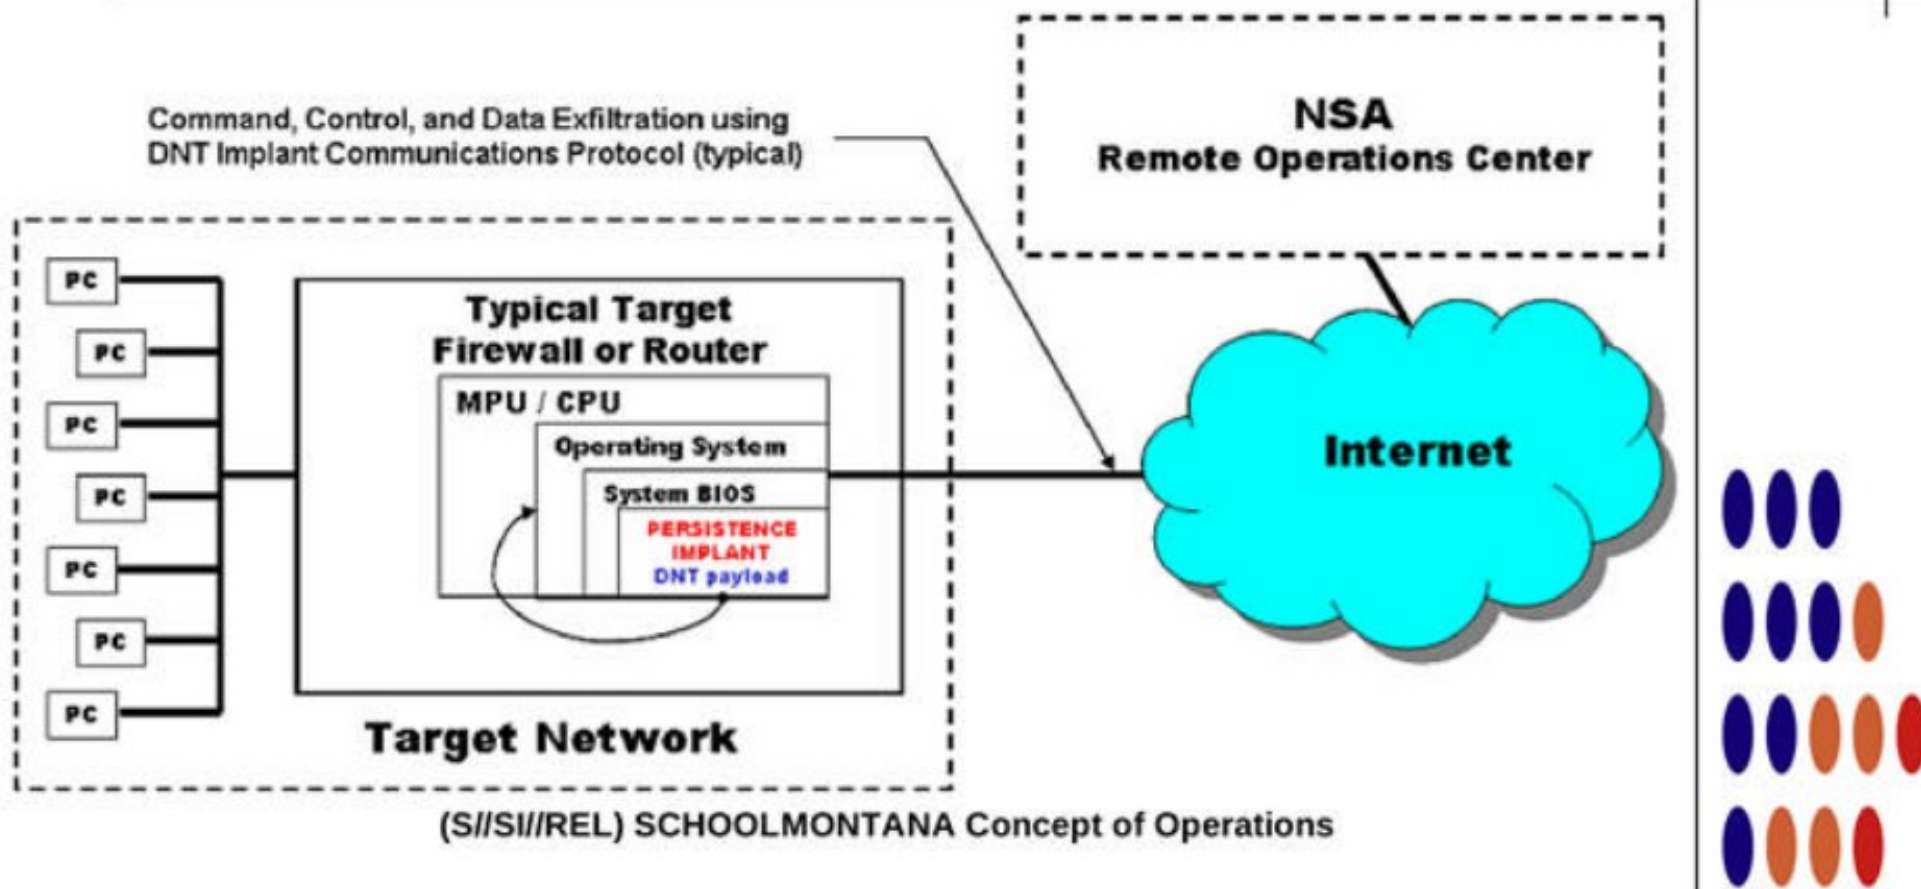 Command, Control, and Data Exfiltration using
DNT Implant Communications Protocol (typical)
NSA
Remote Operations Center
PC
PC
PC
PC
PC
PC
PC
Typical Target
Firewall or Router
MPU / CPU
Operating System
System BIOS
PERSISTENCE
IMPLANT
DNT payload
Internet
Target Network
(S//SI//REL) SCHOOLMONTANA Concept of Operations